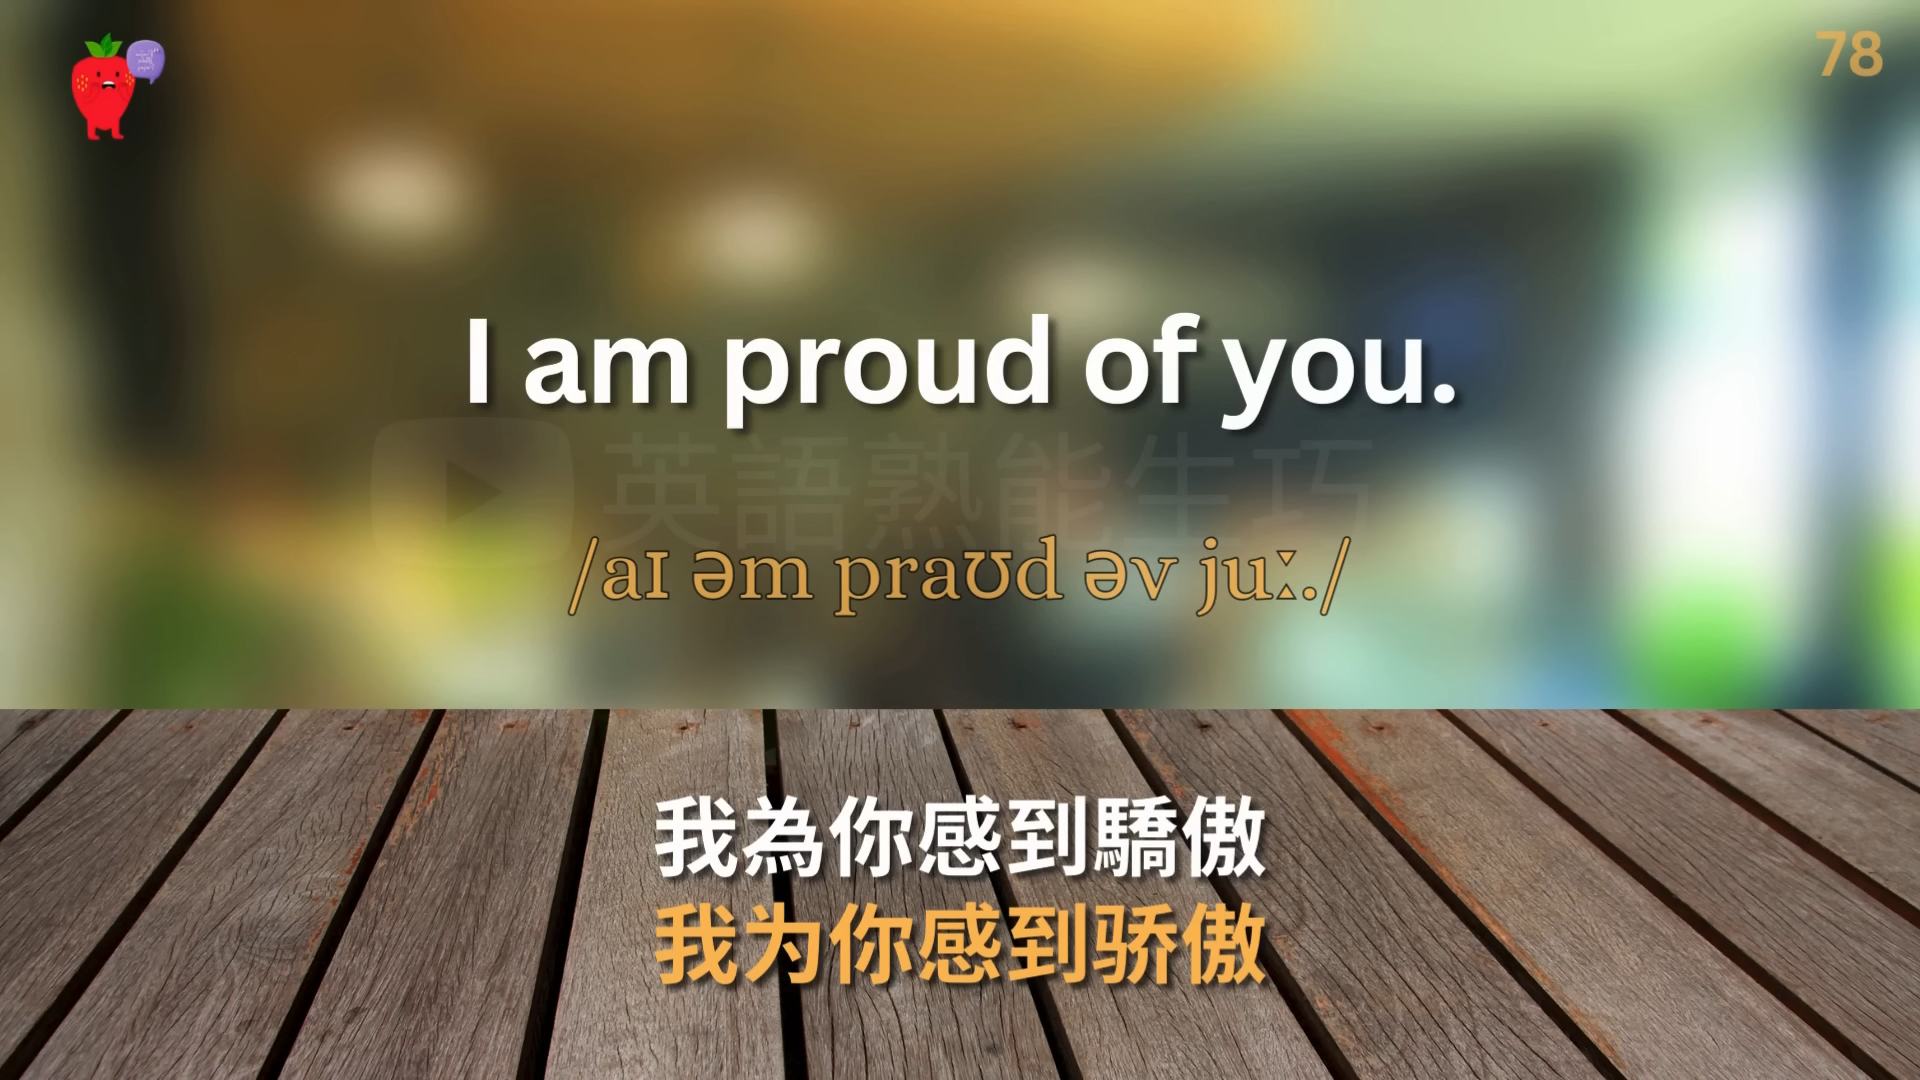 78
I am proud of you.
英語熟能生巧
/aɪ əm praʊd əv juː./
我為你感到驕傲
我为你感到骄傲